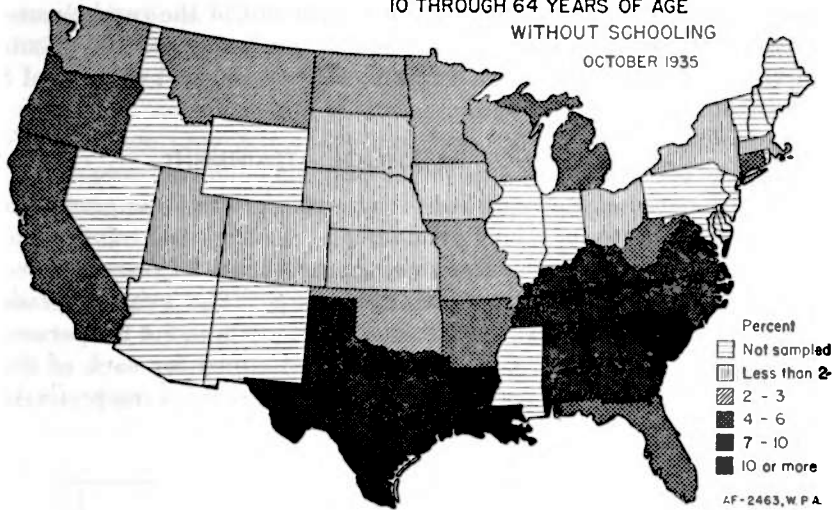 10 THROUGH 64 YEARS OF AGE
WITHOUT SCHOOLING
OCTOBER 1935
Percent
Not sampled
Less than 2-
2 - 3
4 - 6
7 - 10
10 or more
AF-2463, W.P.A.